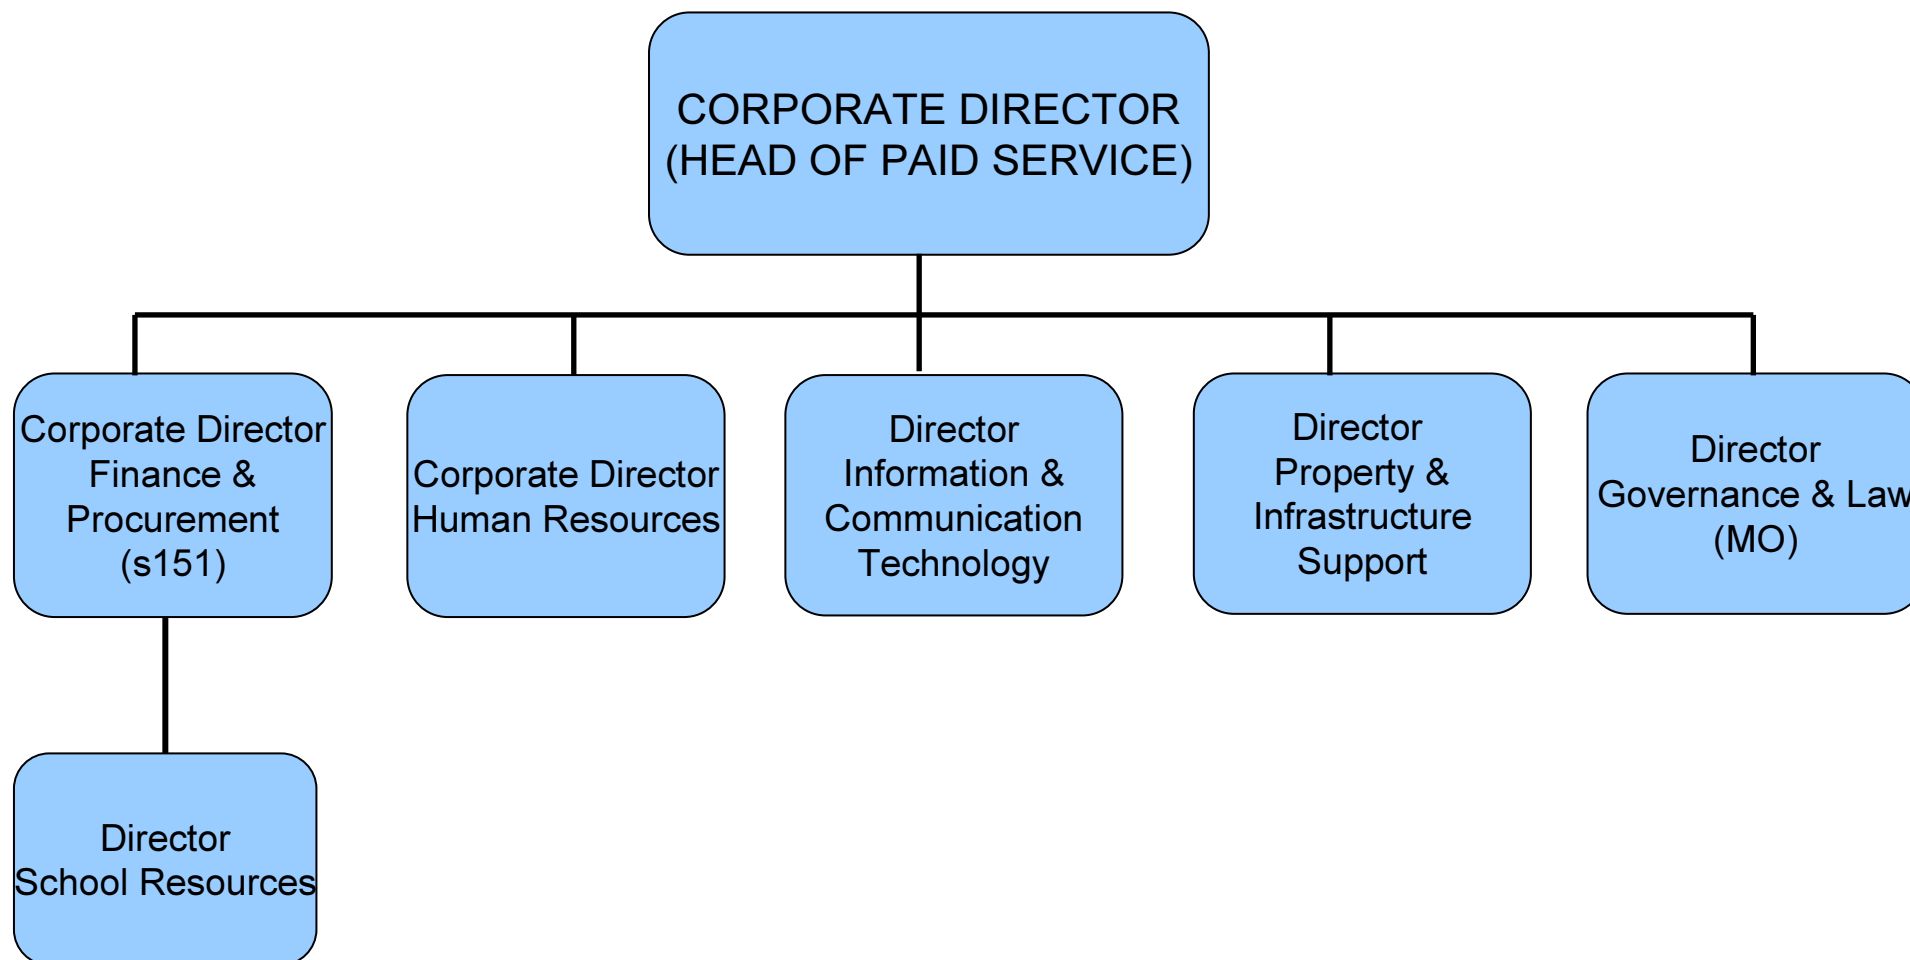 CORPORATE DIRECTOR
(HEAD OF PAID SERVICE)
Corporate Director
Finance &
Procurement
(s151)
Corporate Director
Human Resources
Director
Information &
Communication
Technology
Director
Property &
Infrastructure
Support
Director
Governance & Law
(MO)
Director
School Resources